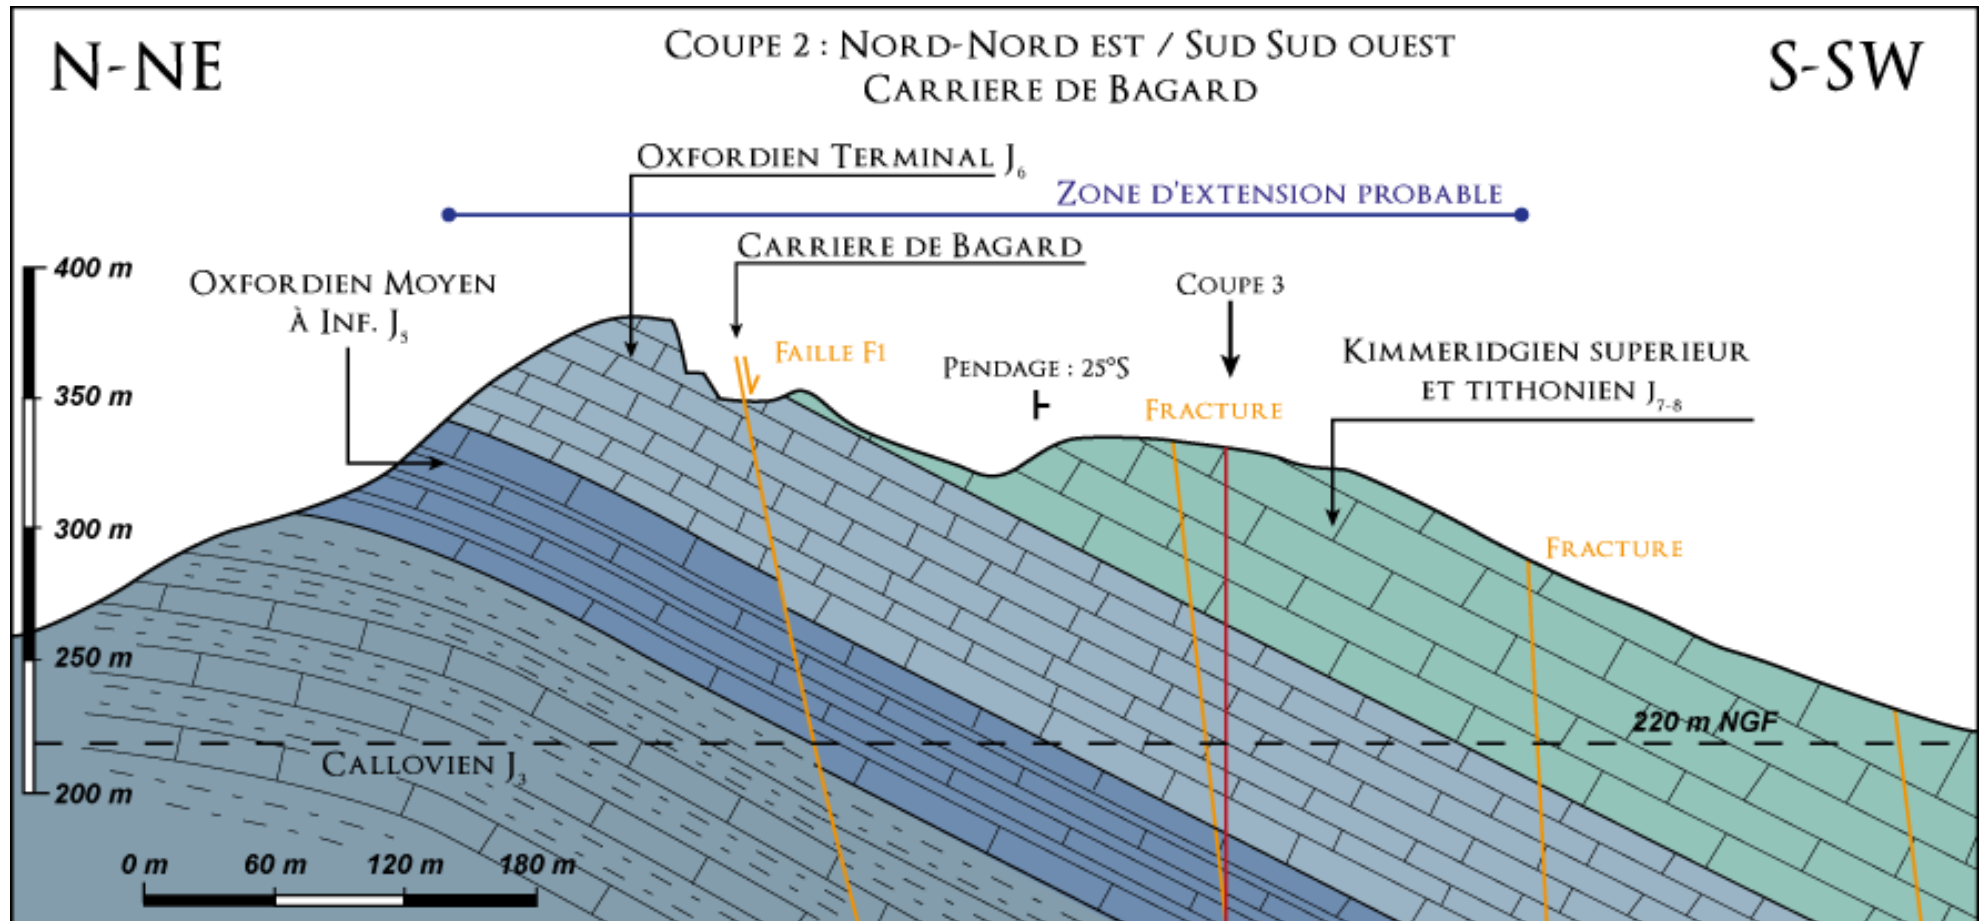 N-NE
Coupe 2 : Nord-Nord est / Sud Sud ouest
Carriere de Bagard
S-SW
Oxfordien Terminal J6
Zone d'extension probable
Carriere de Bagard
400 m
Oxfordien Moyen
à Inf. J5
Coupe 3
Faille F1
Pendage : 25°S
Kimmeridgien superieur
et tithonien J7-8
350 m
Fracture
300 m
Fracture
250 m
220 m NGF
Callovien J3
200 m
0 m 60 m 120 m 180 m